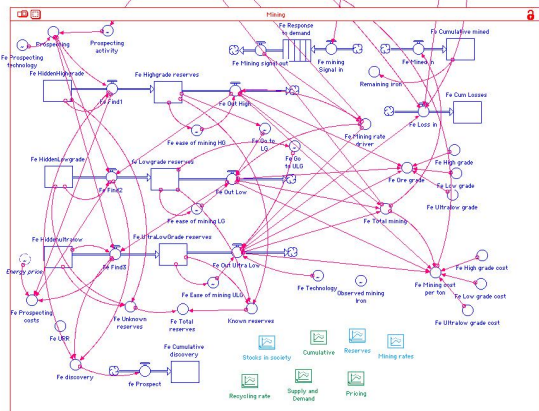 Mining
Fe Response
to demand
Prospecting
Prospecting
activity
Fe Cumulative mined
Fe Prospecting
technology
Fe Mining signal out
Fe mining
Signal in
Fe Mined in
Fe HiddenHigherade
Fe Highgrade reserves
Remaining iron
Fe Cum Losses
Fe Find1
Fe Out High
Fe Loss in
Fe ease of mining HG
Fe Go to
LG
Fe Mining rate
driver
Fe Go
to ULG
Fe High grade
Fe HiddenLowgrade
Fe Lowgrade reserves
Fe Ore grade
Fe Low grade
Fe Find2
Fe Out Low
Fe Ultralow grade
Fe ease of mining LG
Fe Total mining
Fe Hiddenultralow
Fe UltraLowGrade reserves
Energy price
Fe Find3
Fe Out Ultra Low
Fe High grade cost
Fe Ease of mining ULG
Fe Technology
Observed mining
Iron
Fe Mining cost
per ton
Fe Low grade cost
Fe Prospecting
costs
Fe Unknown
reserves
Fe Total
reserves
Known reserves
Fe Ultralow grade cost
Fe URR
Fe Cumulative
discovery
Stocks in society
Cumulative
Reserves
Mining rates
Fe discovery
fe Prospect
Recycling rate
Supply and
Demand
Pricing